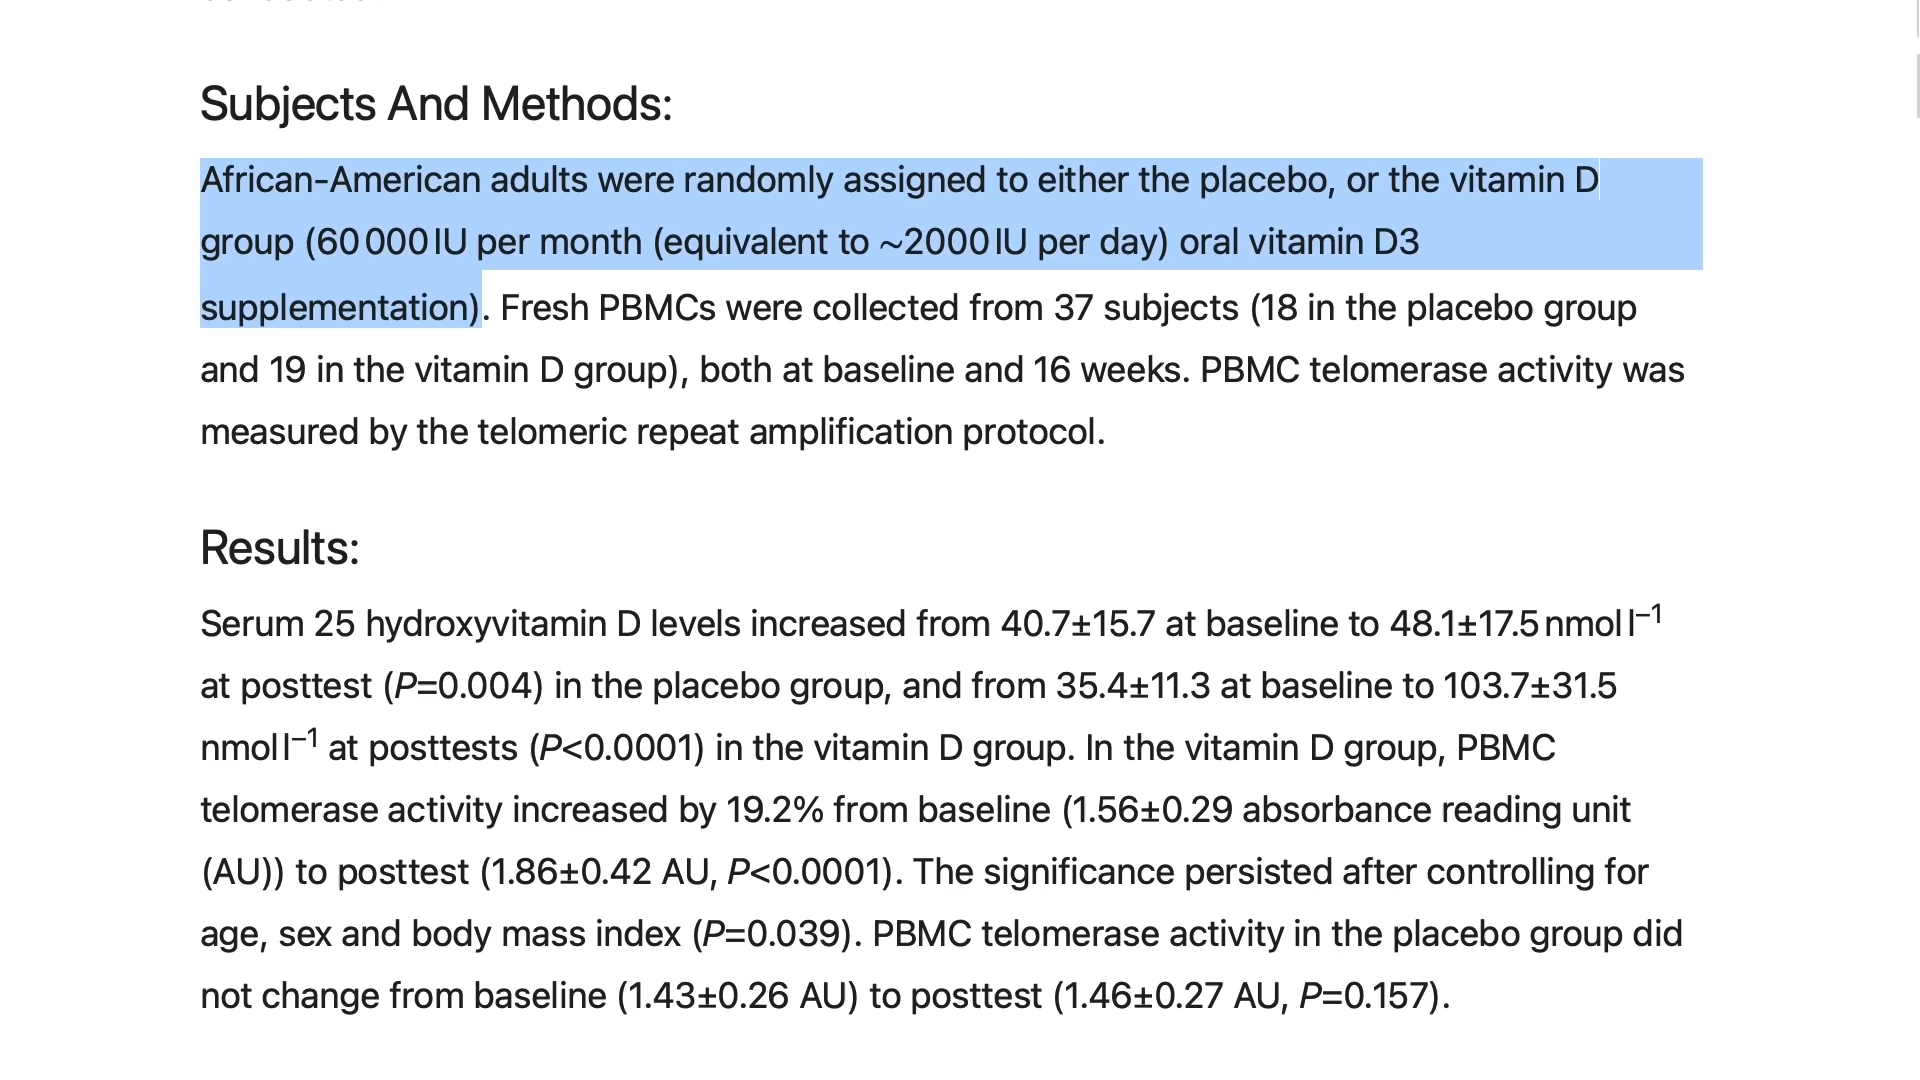 Subjects And Methods:
African-American adults were randomly assigned to either the placebo, or the vitamin D
group (60 000 IU per month (equivalent to ~2000 IU per day) oral vitamin D3
supplementation). Fresh PBMCs were collected from 37 subjects (18 in the placebo group
and 19 in the vitamin D group), both at baseline and 16 weeks. PBMC telomerase activity was
measured by the telomeric repeat amplification protocol.
Results:
Serum 25 hydroxyvitamin D levels increased from 40.7±15.7 at baseline to 48.1±17.5 nmol l⁻¹
at posttest (P=0.004) in the placebo group, and from 35.4±11.3 at baseline to 103.7±31.5
nmol l⁻¹ at posttests (P<0.0001) in the vitamin D group. In the vitamin D group, PBMC
telomerase activity increased by 19.2% from baseline (1.56±0.29 absorbance reading unit
(AU)) to posttest (1.86±0.42 AU, P<0.0001). The significance persisted after controlling for
age, sex and body mass index (P=0.039). PBMC telomerase activity in the placebo group did
not change from baseline (1.43±0.26 AU) to posttest (1.46±0.27 AU, P=0.157).